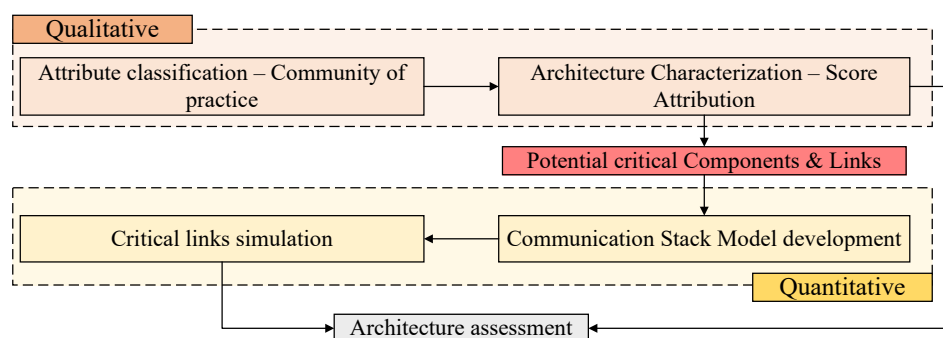 Qualitative
Attribute classification – Community of
practice
Architecture Characterization – Score
Attribution
Potential critical Components & Links
Critical links simulation
Communication Stack Model development
Quantitative
Architecture assessment